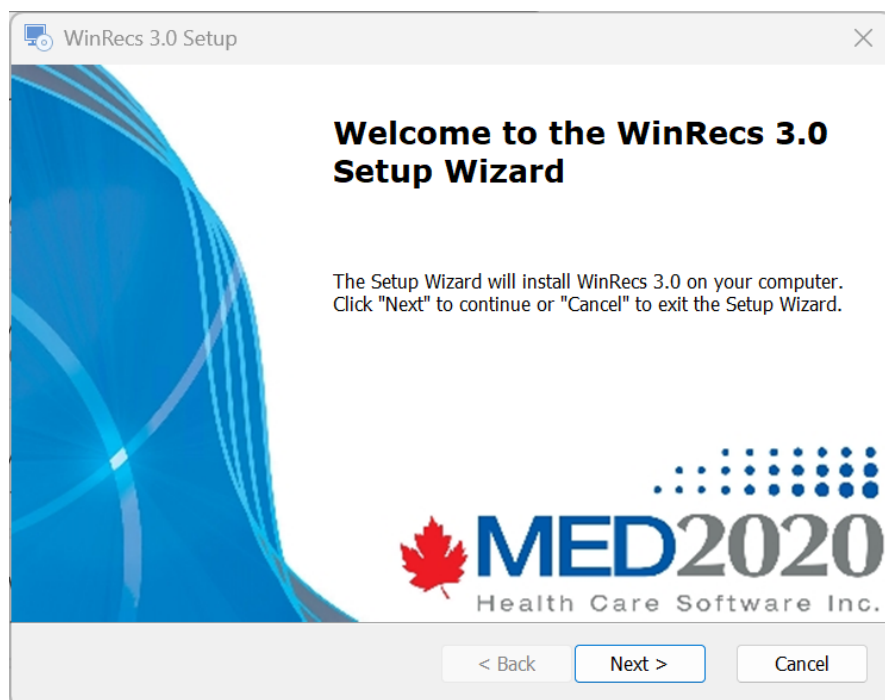 WinRecs 3.0 Setup
Welcome to the WinRecs 3.0
Setup Wizard
The Setup Wizard will install WinRecs 3.0 on your computer.
Click "Next" to continue or "Cancel" to exit the Setup Wizard.
MED2020
Health Care Software Inc.
< Back Next > Cancel